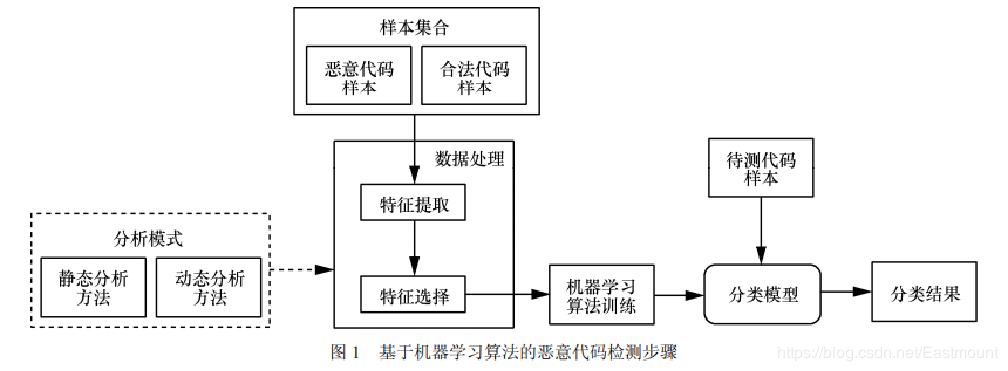 样本集合
恶意代码
样本
合法代码
样本
数据处理
特征提取
特征选择
分析模式
静态分析
方法
动态分析
方法
机器学习
算法训练
待测代码
样本
分类模型
分类结果
图 1 基于机器学习算法的恶意代码检测步骤
https://blog.csdn.net/Eastmount